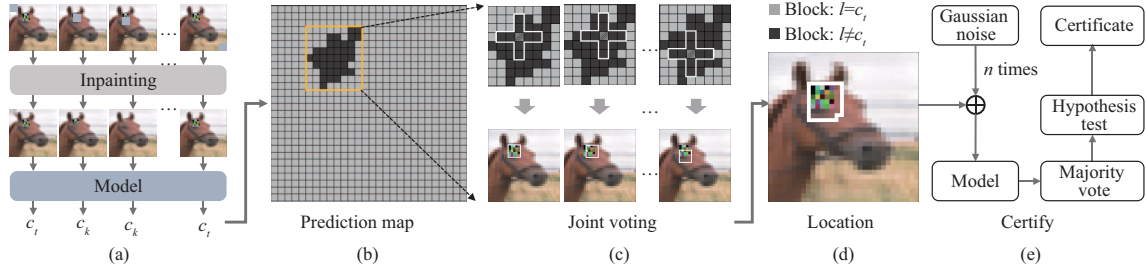 ...
Inpainting
...
Model
c_t c_k c_k c_t
(a)
Prediction map
(b)
... 
...
...
Joint voting
(c)
Block: l=c_t
Block: l≠c_t
Location
(d)
Gaussian
noise
n times
Model
Majority
vote
Hypothesis
test
Certificate
Certify
(e)